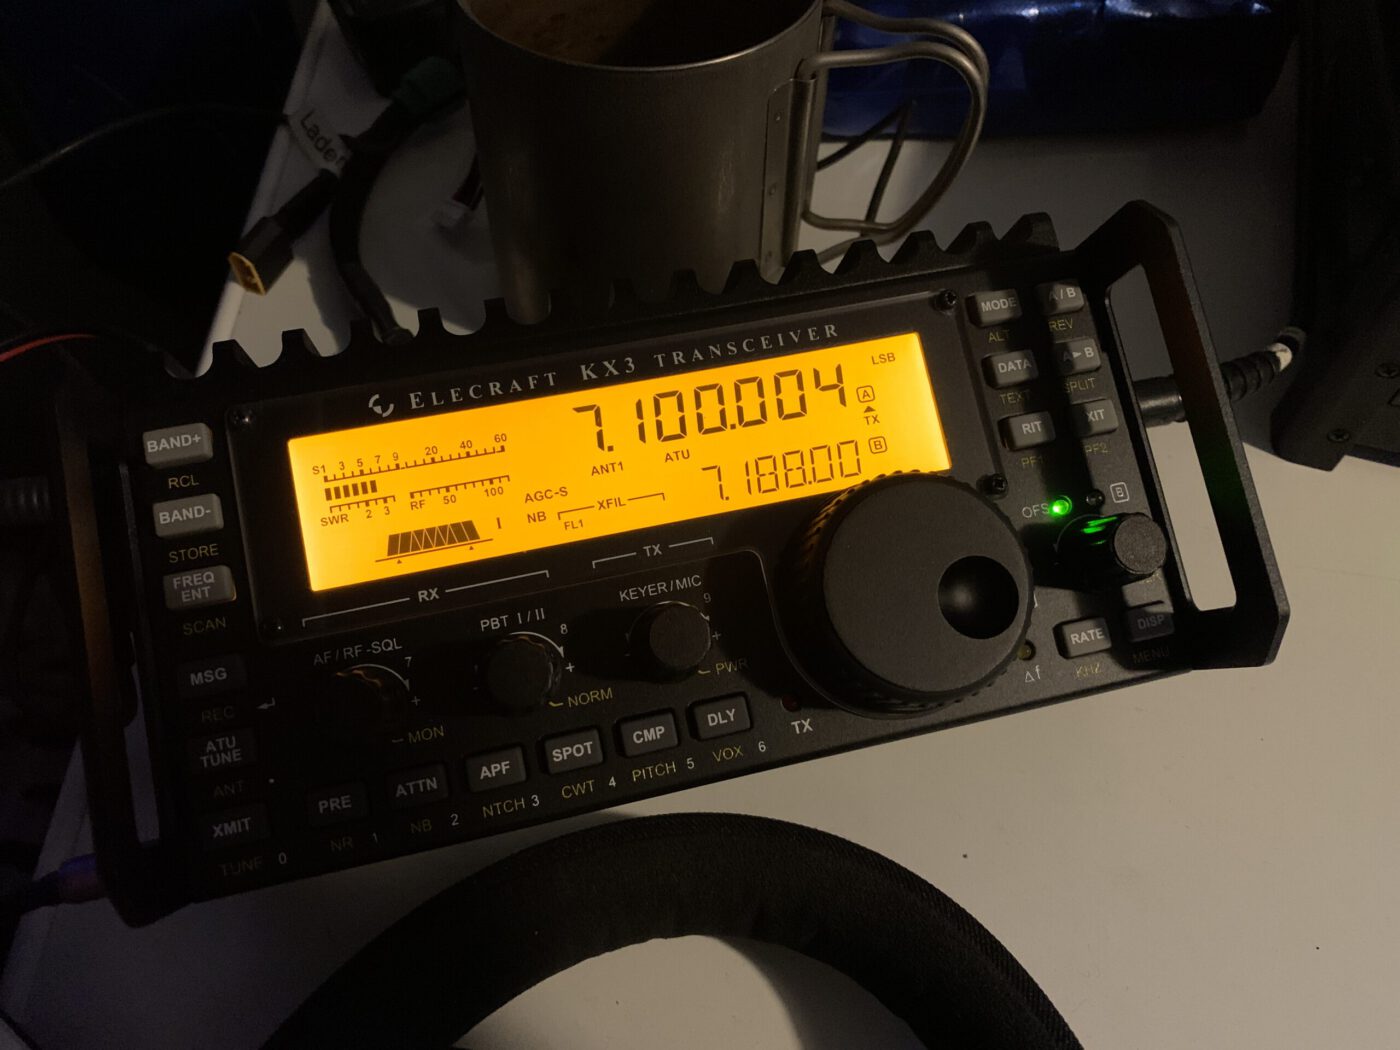 Lader
ELECRAFT KX3 TRANSCEIVER
S1 3 5 7 9 20 40 60
SWR 2 3 RF 50 100
7.100.004
LSB
A
TX
ANT1 ATU
7.188.00 B
AGC-S
NB XFIL
FL1
I
BAND+
RCL
BAND-
STORE
FREQ
ENT
SCAN
MSG
REC
ATU
TUNE
ANT
XMIT
TUNE 0
RX
TX
AF/RF-SQL
7
+
- MON
PBT I/II
8
+
NORM
KEYER/MIC
9
+
- PWR
PRE
NR 1
ATTN
NB 2
APF
NTCH 3
SPOT
CWT 4
CMP
PITCH 5
DLY
VOX 6
TX
MODE
ALT
A/B
REV
DATA
TEXT
A►B
SPLIT
RIT
PF1
XIT
PF2
OFS
B
RATE
KHZ
DISP
MENU
Δf